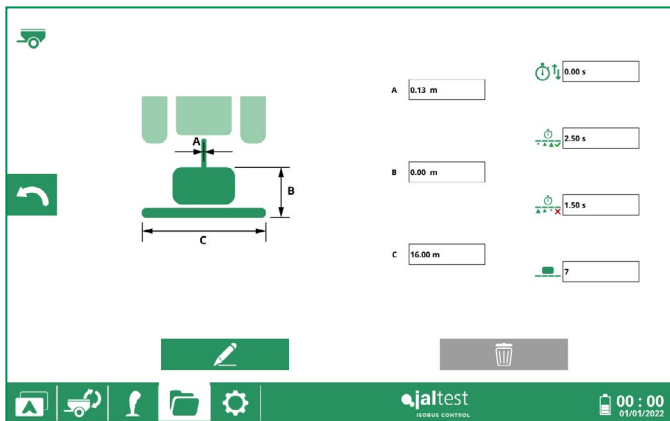 A
B
C
A
0.13 m
B
0.00 m
C
16.00 m
0.00 s
2.50 s
1.50 s
7
jaltest
ISOBUS CONTROL
00 : 00
01/01/2022